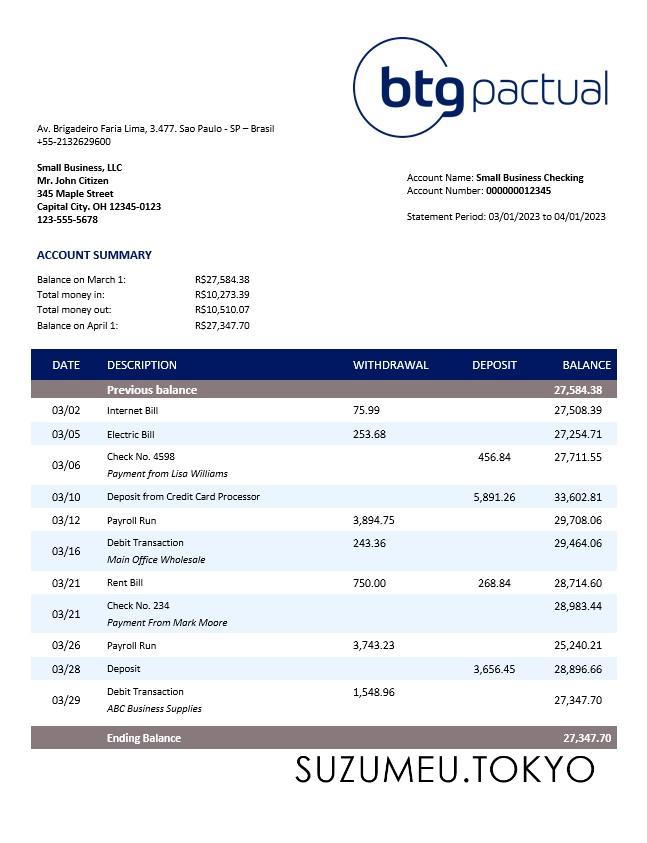 btg pactual
Av. Brigadeiro Faria Lima, 3.477. Sao Paulo - SP – Brasil
+55-2132629600
Small Business, LLC
Mr. John Citizen
345 Maple Street
Capital City. OH 12345-0123
123-555-5678
Account Name: Small Business Checking
Account Number: 000000012345
Statement Period: 03/01/2023 to 04/01/2023
ACCOUNT SUMMARY
Balance on March 1: R$27,584.38
Total money in: R$10,273.39
Total money out: R$10,510.07
Balance on April 1: R$27,347.70
DATE DESCRIPTION WITHDRAWAL DEPOSIT BALANCE
Previous balance 27,584.38
03/02 Internet Bill 75.99 27,508.39
03/05 Electric Bill 253.68 27,254.71
03/06 Check No. 4598 456.84 27,711.55
Payment from Lisa Williams
03/10 Deposit from Credit Card Processor 5,891.26 33,602.81
03/12 Payroll Run 3,894.75 29,708.06
03/16 Debit Transaction 243.36 29,464.06
Main Office Wholesale
03/21 Rent Bill 750.00 268.84 28,714.60
03/21 Check No. 234 28,983.44
Payment From Mark Moore
03/26 Payroll Run 3,743.23 25,240.21
03/28 Deposit 3,656.45 28,896.66
03/29 Debit Transaction 1,548.96 27,347.70
ABC Business Supplies
Ending Balance 27,347.70
SUZUMEU.TOKYO